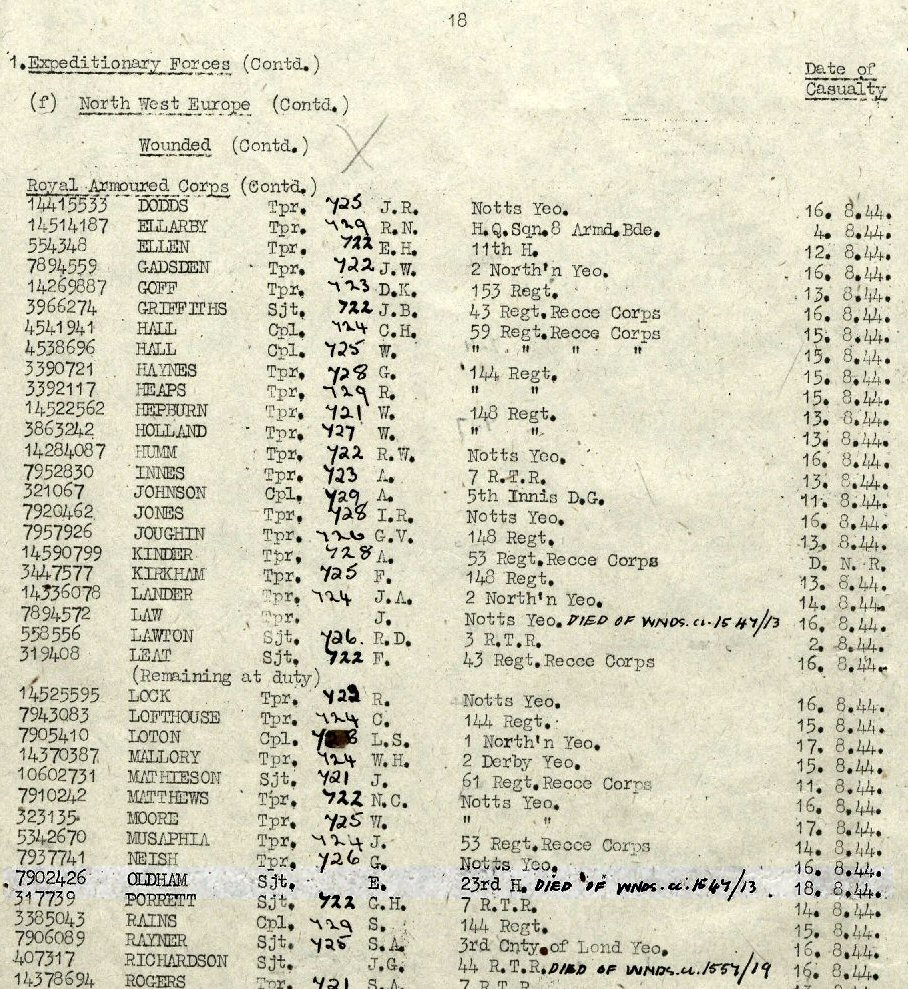 18
1. Expeditionary Forces (Contd.)
Date of Casualty
(f) North West Europe (Contd.)
Wounded (Contd.)
Royal Armoured Corps (Contd.)
14415533 DODDS Tpr. Y25 J.R. Notts Yeo. 16. 8.44.
14514187 ELLARBY Tpr. Y29 R.N. H.Q.Sqn.8 Armd.Bde. 4. 8.44.
554348 ELLEN Tpr. Y22 E.H. 11th H. 12. 8.44.
7894559 GADSDEN Tpr. Y22 J.W. 2 North'n Yeo. 16. 8.44.
14269887 GOFF Tpr. Y23 D.K. 153 Regt. 13. 8.44.
3966274 GRIFFITHS Sjt. Y22 J.B. 43 Regt.Recce Corps 16. 8.44.
4541941 HALL Cpl. Y24 C.H. 59 Regt.Recce Corps 15. 8.44.
4538696 HALL Cpl. Y25 W. " " " " 15. 8.44.
3390721 HAYNES Tpr. Y28 G. 144 Regt. 15. 8.44.
3392117 HEAPS Tpr. Y29 R. " " 15. 8.44.
14522562 HEPBURN Tpr. Y21 W. 148 Regt. 13. 8.44.
3863242 HOLLAND Tpr. Y27 W. " " 13. 8.44.
14284087 HUMM Tpr. Y22 R.W. Notts Yeo. 16. 8.44.
7952830 INNES Tpr. Y23 A. 7 R.T.R. 13. 8.44.
321067 JOHNSON Cpl. Y29 A. 5th Innis D.G. 11. 8.44.
7920462 JONES Tpr. Y28 I.R. Notts Yeo. 16. 8.44.
7957926 JOUGHIN Tpr. Y26 G.V. 148 Regt. 13. 8.44.
14590799 KINDER Tpr. Y28 A. 53 Regt.Recce Corps D. N. R.
3447577 KIRKHAM Tpr. Y25 F. 148 Regt. 13. 8.44.
14336078 LANDER Tpr. Y24 J.A. 2 North'n Yeo. 14. 8.44.
7894572 LAW Tpr. J. Notts Yeo. DIED OF WNDS. cl. 1547/13 16. 8.44.
558556 LAWTON Sjt. Y26. R.D. 3 R.T.R. 2. 8.44.
319408 LEAT Sjt. Y22 F. 43 Regt.Recce Corps 16. 8.44.
(Remaining at duty)
14525595 LOCK Tpr. R. Notts Yeo. 16. 8.44.
7943083 LOFTHOUSE Tpr. Y24 C. 144 Regt. 15. 8.44.
7905410 LOTON Cpl. L.S. 1 North'n Yeo. 17. 8.44.
14370387 MALLORY Tpr. Y24 W.H. 2 Derby Yeo. 15. 8.44.
10602731 MATHIESON Sjt. Y21 J. 61 Regt.Recce Corps 11. 8.44.
7910242 MATTHEWS Tpr. Y22 N.C. Notts Yeo. 16. 8.44.
323135 MOORE Tpr. Y25 W. " " 17. 8.44.
5342670 MUSAPHIA Tpr. Y24 J. 53 Regt.Recce Corps 14. 8.44.
7937741 NEISH Tpr. Y26 G. Notts Yeo. 16. 8.44.
7902426 OLDHAM Sjt. E. 23rd H. DIED OF WNDS. cl. 1547/13 18. 8.44.
317739 PORRETT Sjt. Y22 C.H. 7 R.T.R. 14. 8.44.
3385043 RAINS Cpl. Y29 S. 144 Regt. 15. 8.44.
7906089 RAYNER Sjt. Y25 S.A. 3rd Cnty.of Lond Yeo. 16. 8.44.
407317 RICHARDSON Sjt. J.G. 44 R.T.R. DIED OF WNDS. cl. 1557/19 16. 8.44.
14378694 ROGERS Tpr. Y21 S.A. 7 R.T.R.